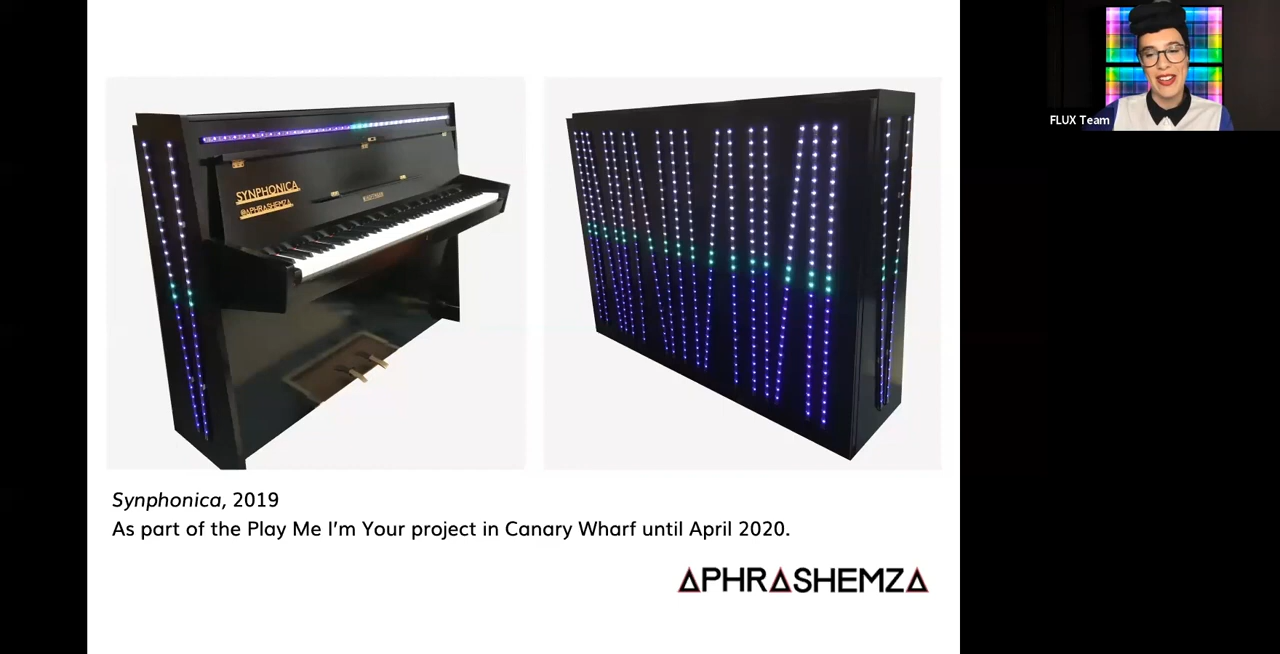 SYNPHONICA
@APHRASHEMZA
Synphonica, 2019
As part of the Play Me I'm Your project in Canary Wharf until April 2020.
APHRASHEMZA
FLUX Team